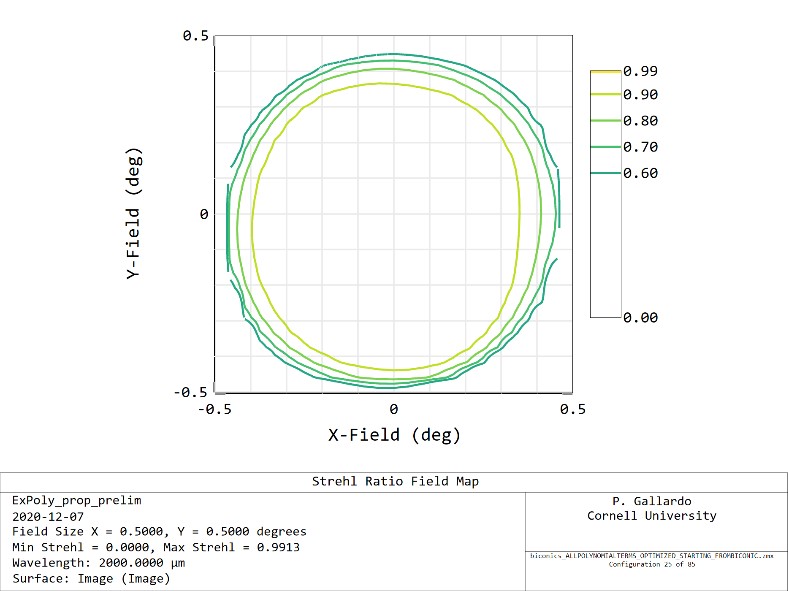 0.5
0
-0.5
-0.5
0
0.5
Y-Field (deg)
X-Field (deg)
0.99
0.90
0.80
0.70
0.60
0.00
Strehl Ratio Field Map
ExPoly_prop_prelim
2020-12-07
Field Size X = 0.5000, Y = 0.5000 degrees
Min Strehl = 0.0000, Max Strehl = 0.9913
Wavelength: 2000.0000 µm
Surface: Image (Image)
P. Gallardo
Cornell University
biconics_ALLPOLYNOMIALTERMS_OPTIMIZED_STARTING_FROMBICONIC.zmx
Configuration 25 of 85